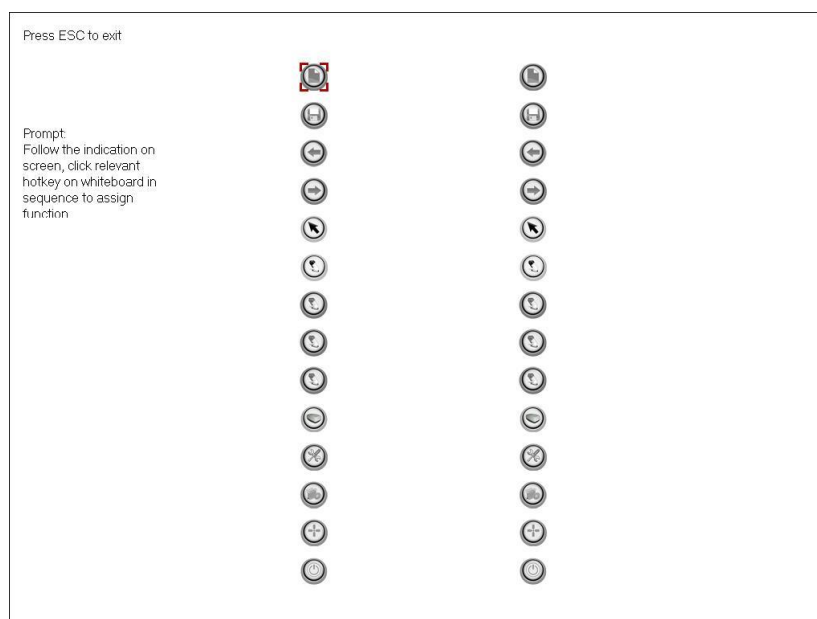 Press ESC to exit
Prompt:
Follow the indication on
screen, click relevant
hotkey on whiteboard in
sequence to assign
function